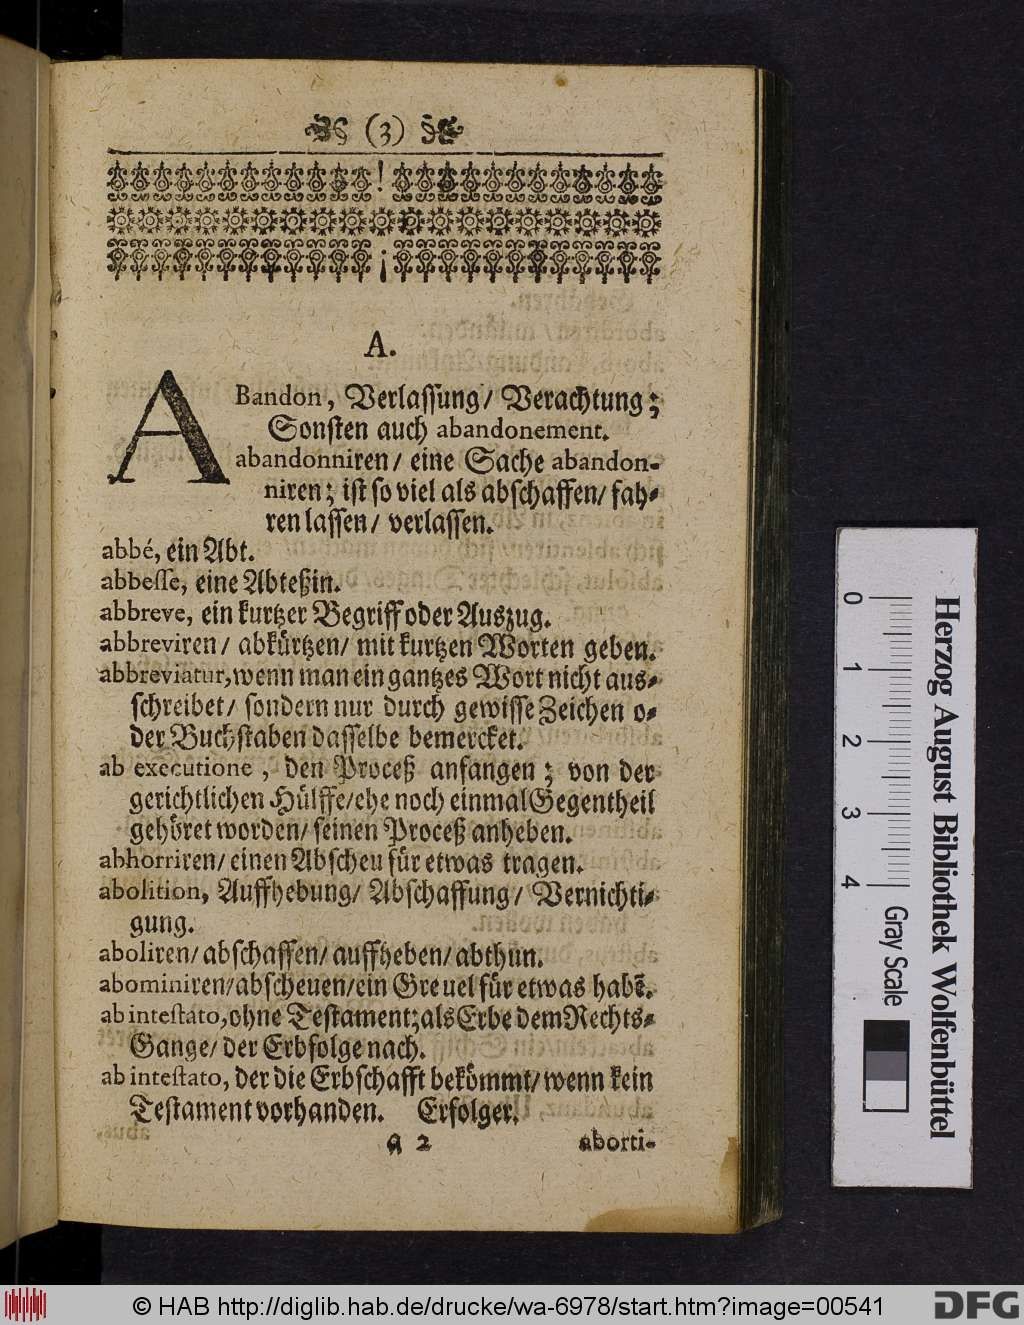 (3)
A.
ABandon, Verlaſſung/ Verachtung;
Sonſten auch abandonement.
abandonniren/ eine Sache abandon-
niren; iſt ſo viel als abſchaffen/ fah-
ren laſſen/ verlaſſen.
abbé, ein Abt.
abbeſſe, eine Abteßin.
abbreve, ein kurtzer Begriff oder Auszug.
abbreviren/ abkürtzen/ mit kurtzen Worten geben.
abbreviatur, wenn man ein gantzes Wort nicht aus-
ſchreibet/ ſondern nur durch gewiſſe Zeichen o-
der Buchſtaben daſſelbe bemercket.
ab executione, den Proceß anfangen; von der
gerichtlichen Hülffe/ ehe noch einmal Gegentheil
gehöret worden/ ſeinen Proceß anheben.
abhorriren/ einen Abſcheu für etwas tragen.
abolition, Auffhebung/ Abſchaffung/ Vernichti-
gung.
aboliren/ abſchaffen/ auffheben/ abthun.
abominiren/ abſcheuen/ ein Greuel für etwas habē.
ab inteſtato, ohne Teſtament; als Erbe dem Rechts-
Gange/ der Erbfolge nach.
ab inteſtato, der die Erbſchafft bekömmt/ wenn kein
Teſtament vorhanden. Erfolger.
a 2 aborti-
Herzog August Bibliothek Wolfenbüttel
0 1 2 3 4 Gray Scale
© HAB http://diglib.hab.de/drucke/wa-6978/start.htm?image=00541
DFG